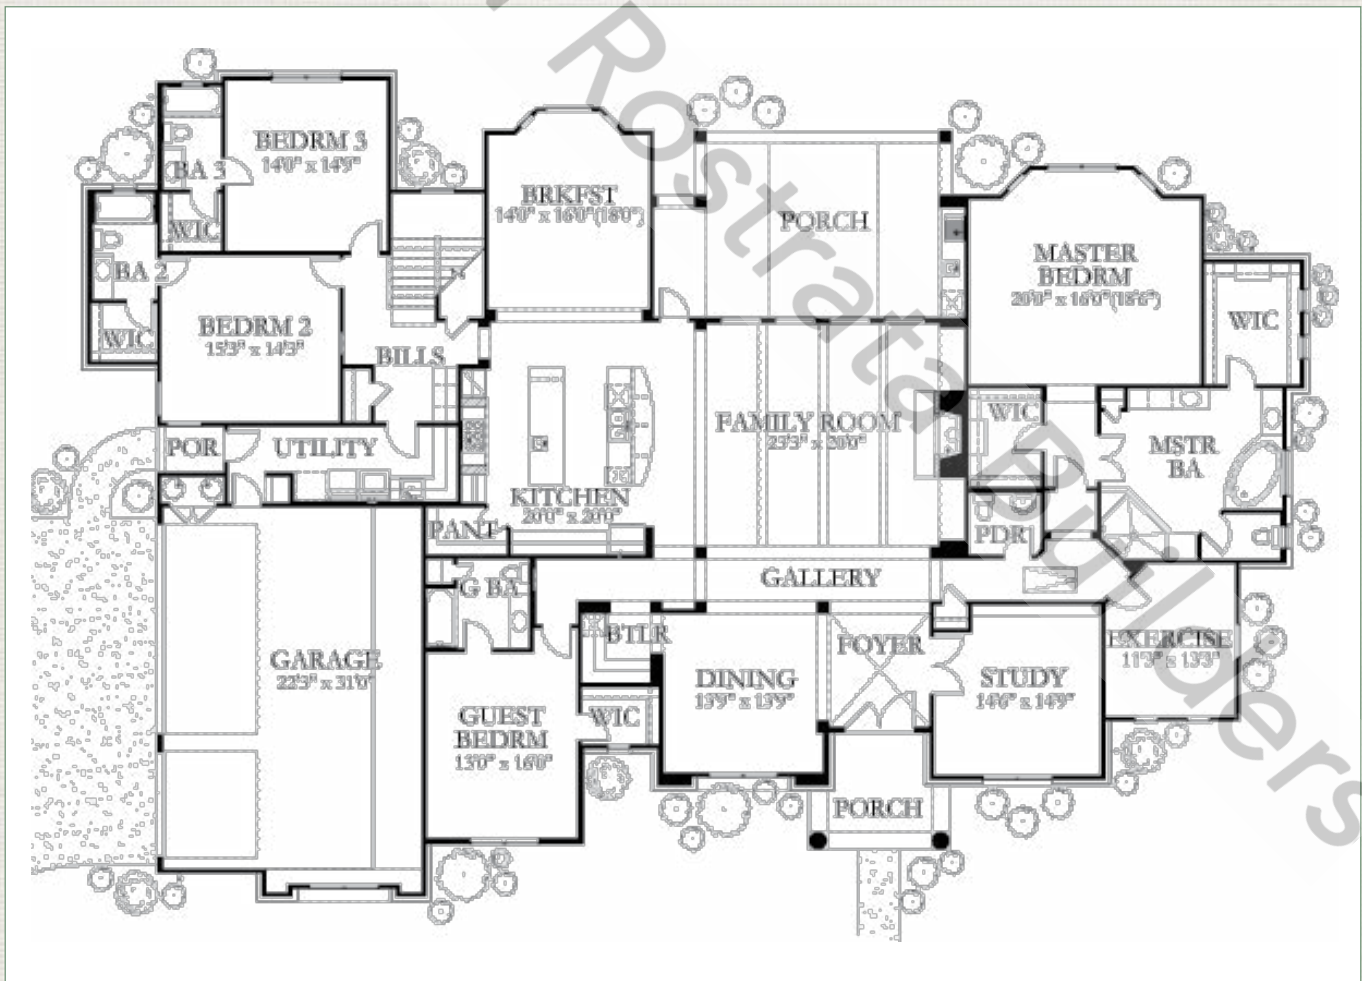 Rostrata Builders
BEDRM 3
14'0" x 14'9"
BA 3
WIC
BRKFST
14'0" x 16'0"(18'0")
PORCH
MASTER
BEDRM
20'0" x 16'0"(18'6")
BA 2
WIC
WIC
BEDRM 2
15'3" x 14'3"
BILLS
FAMILY ROOM
23'3" x 20'0"
WIC
MSTR
BA
POR
UTILITY
KITCHEN
20'0" x 20'0"
PANT
PDR
GALLERY
G BA
BTLR
FOYER
EXERCISE
11'3" x 13'3"
GARAGE
22'3" x 31'0"
DINING
13'9" x 13'9"
STUDY
14'6" x 14'9"
GUEST
BEDRM
13'0" x 16'0"
WIC
PORCH